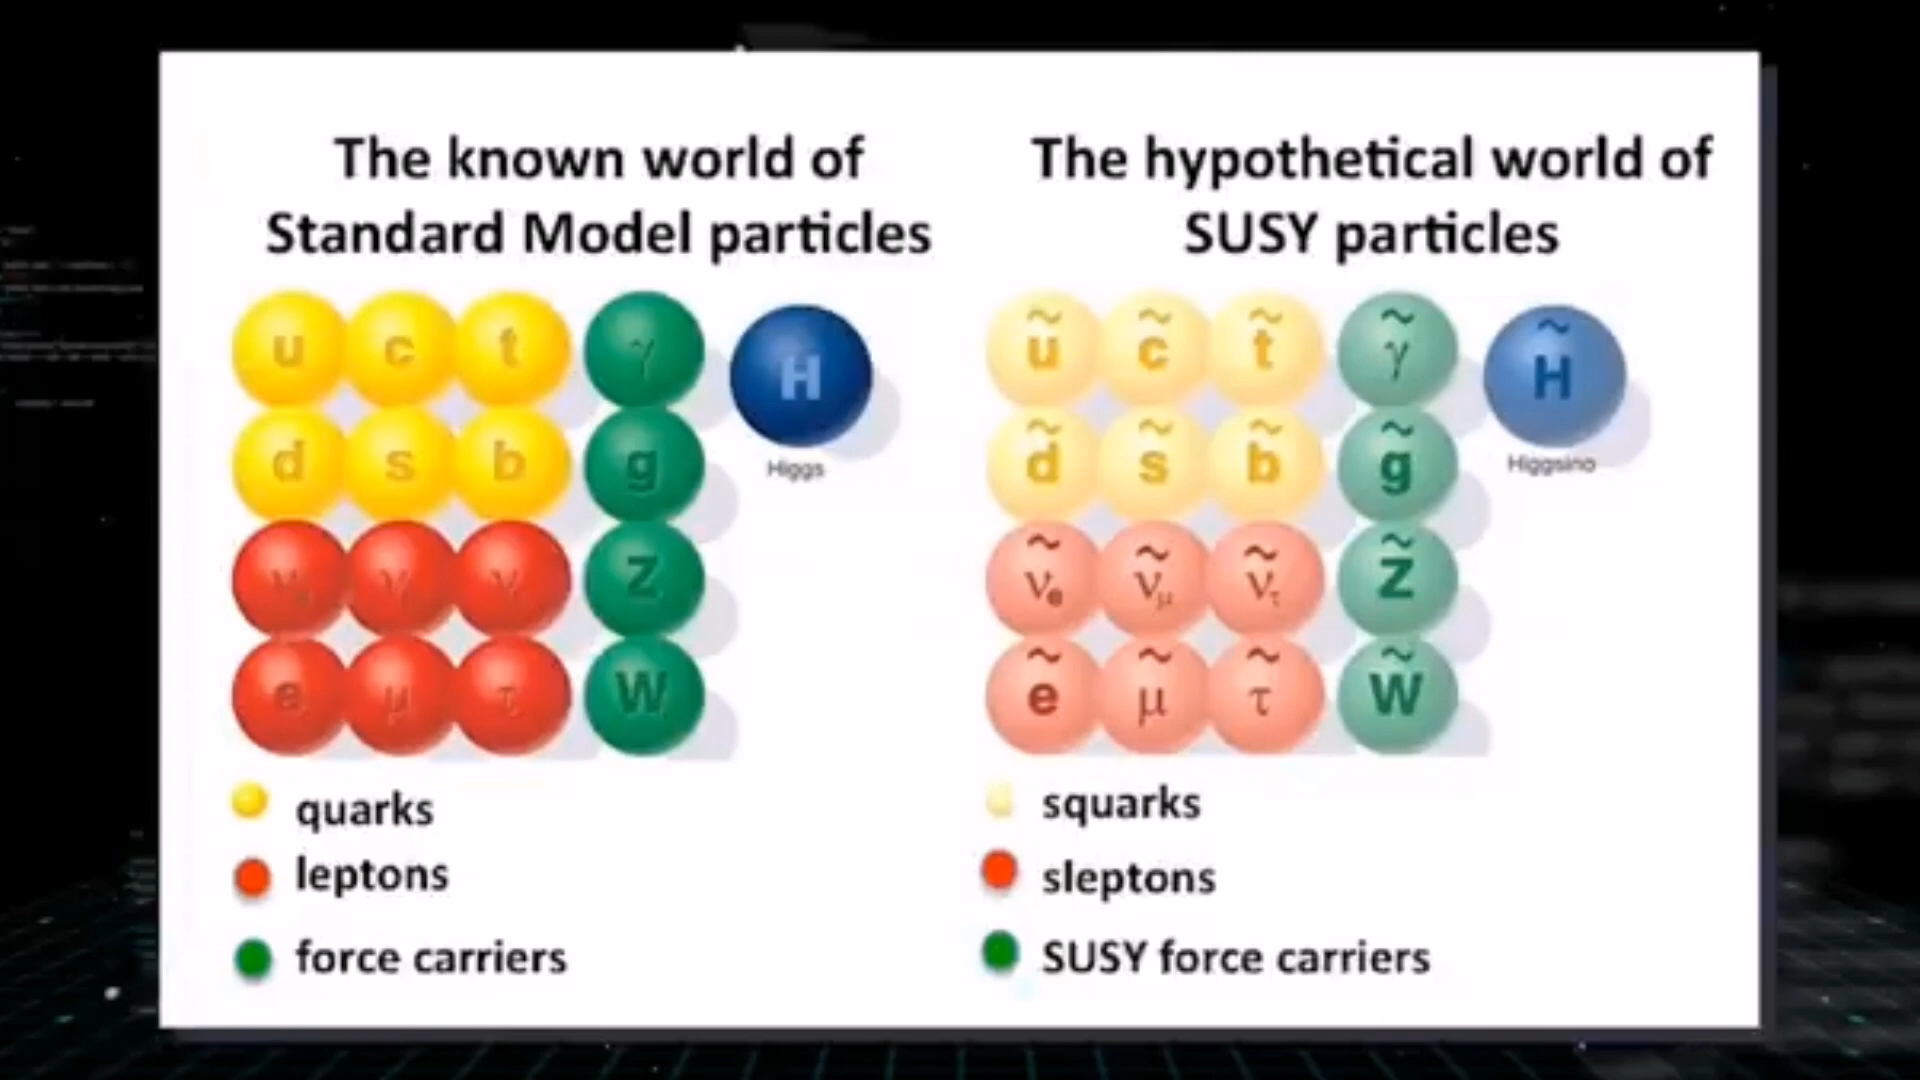 The known world of
Standard Model particles
u c t γ
H
d s b g
Higgs
ν ν ν Z
e μ τ W
quarks
leptons
force carriers
The hypothetical world of
SUSY particles
ũ c̃ t̃ γ̃
H̃
d̃ s̃ b̃ g̃
Higgsino
ν̃e ν̃μ ν̃τ Z̃
ẽ μ̃ τ̃ W̃
squarks
sleptons
SUSY force carriers